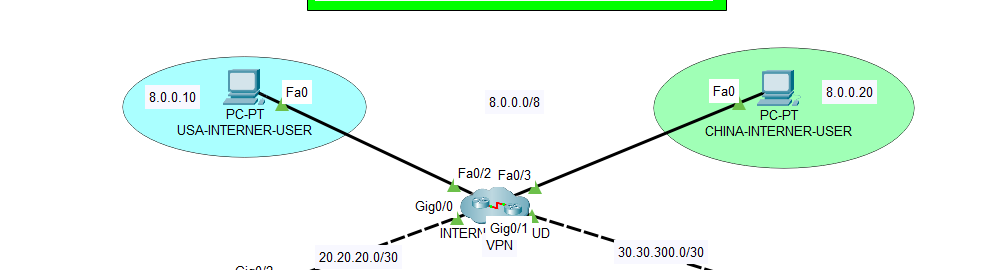 8.0.0.10
Fa0
PC-PT
USA-INTERNER-USER
8.0.0.0/8
Fa0
8.0.0.20
PC-PT
CHINA-INTERNER-USER
Fa0/2
Fa0/3
Gig0/0
INTERN
Gig0/1
UD
VPN
20.20.20.0/30
30.30.300.0/30